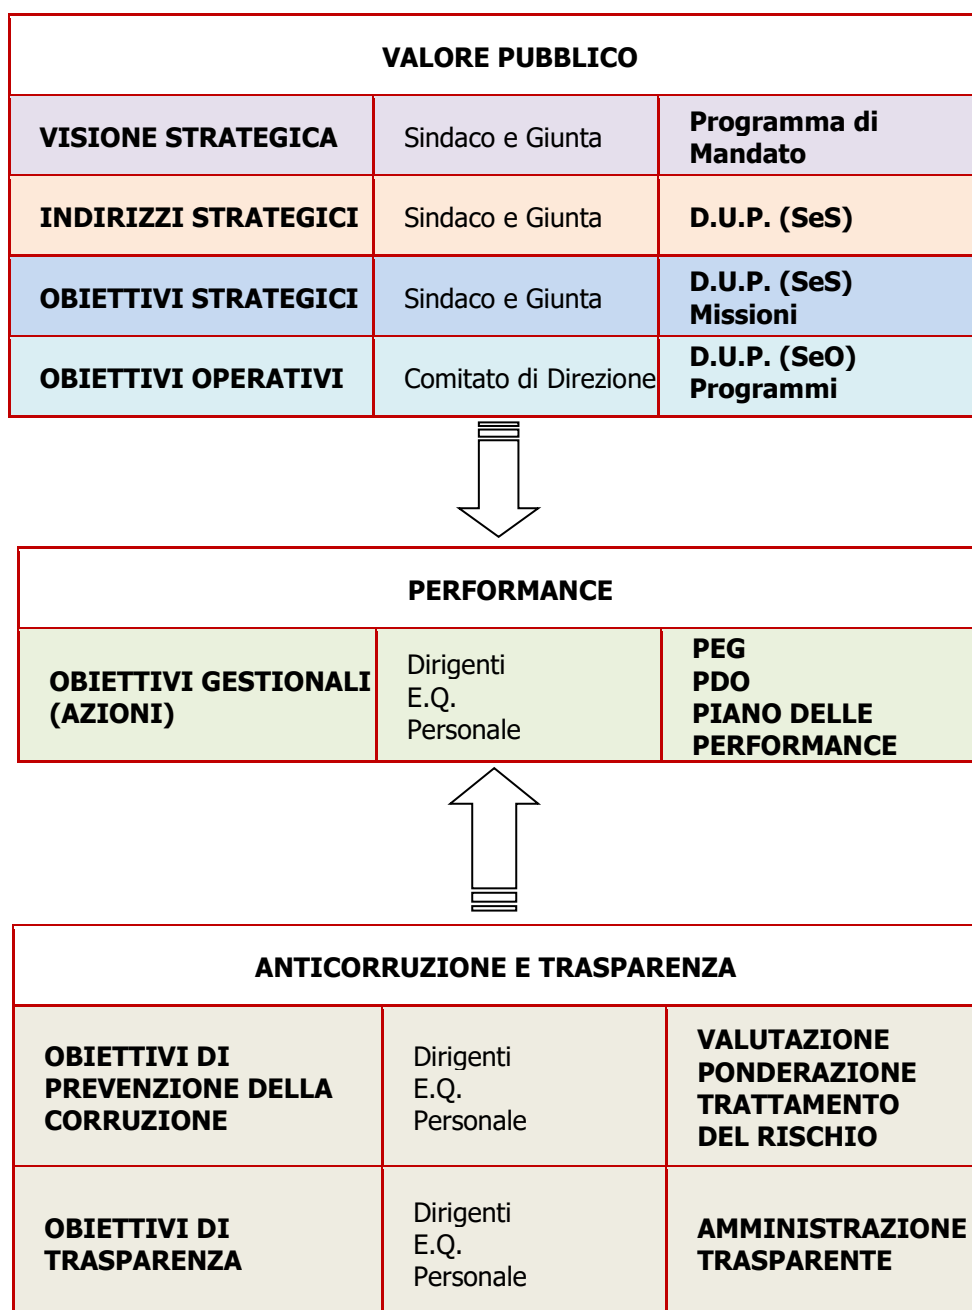 VALORE PUBBLICO
VISIONE STRATEGICA
Sindaco e Giunta
Programma di
Mandato
INDIRIZZI STRATEGICI
Sindaco e Giunta
D.U.P. (SeS)
OBIETTIVI STRATEGICI
Sindaco e Giunta
D.U.P. (SeS)
Missioni
OBIETTIVI OPERATIVI
Comitato di Direzione
D.U.P. (SeO)
Programmi
PERFORMANCE
OBIETTIVI GESTIONALI
(AZIONI)
Dirigenti
E.Q.
Personale
PEG
PDO
PIANO DELLE
PERFORMANCE
ANTICORRUZIONE E TRASPARENZA
OBIETTIVI DI
PREVENZIONE DELLA
CORRUZIONE
Dirigenti
E.Q.
Personale
VALUTAZIONE
PONDERAZIONE
TRATTAMENTO
DEL RISCHIO
OBIETTIVI DI
TRASPARENZA
Dirigenti
E.Q.
Personale
AMMINISTRAZIONE
TRASPARENTE